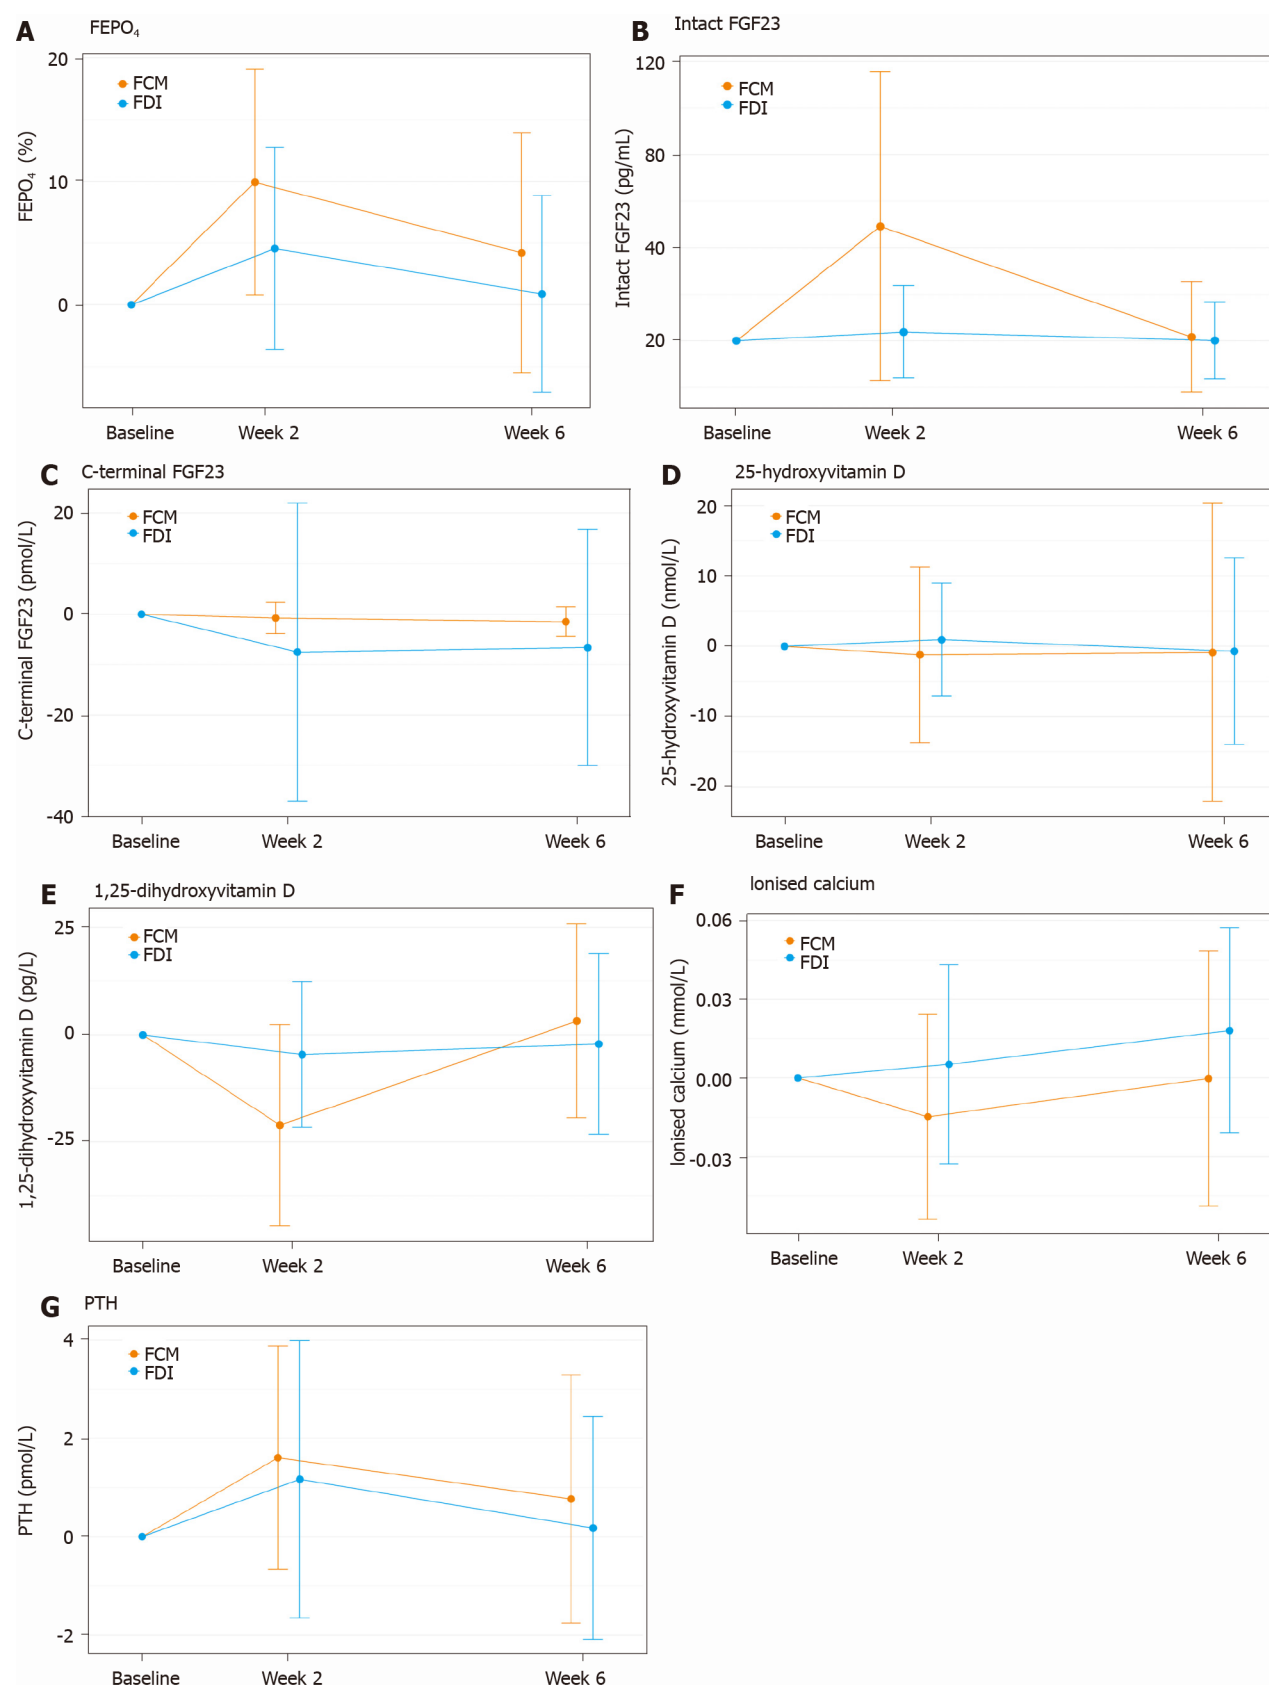 A
FEPO₄
FEPO₄ (%)
20
10
0
FCM
FDI
Baseline
Week 2
Week 6
B
Intact FGF23
Intact FGF23 (pg/mL)
120
80
40
20
FCM
FDI
Baseline
Week 2
Week 6
C
C-terminal FGF23
C-terminal FGF23 (pmol/L)
20
0
-20
-40
FCM
FDI
Baseline
Week 2
Week 6
D
25-hydroxyvitamin D
25-hydroxyvitamin D (nmol/L)
20
10
0
-10
-20
FCM
FDI
Baseline
Week 2
Week 6
E
1,25-dihydroxyvitamin D
1,25-dihydroxyvitamin D (pg/L)
25
0
-25
FCM
FDI
Baseline
Week 2
Week 6
F
Ionised calcium
Ionised calcium (mmol/L)
0.06
0.03
0.00
-0.03
FCM
FDI
Baseline
Week 2
Week 6
G
PTH
PTH (pmol/L)
4
2
0
-2
FCM
FDI
Baseline
Week 2
Week 6